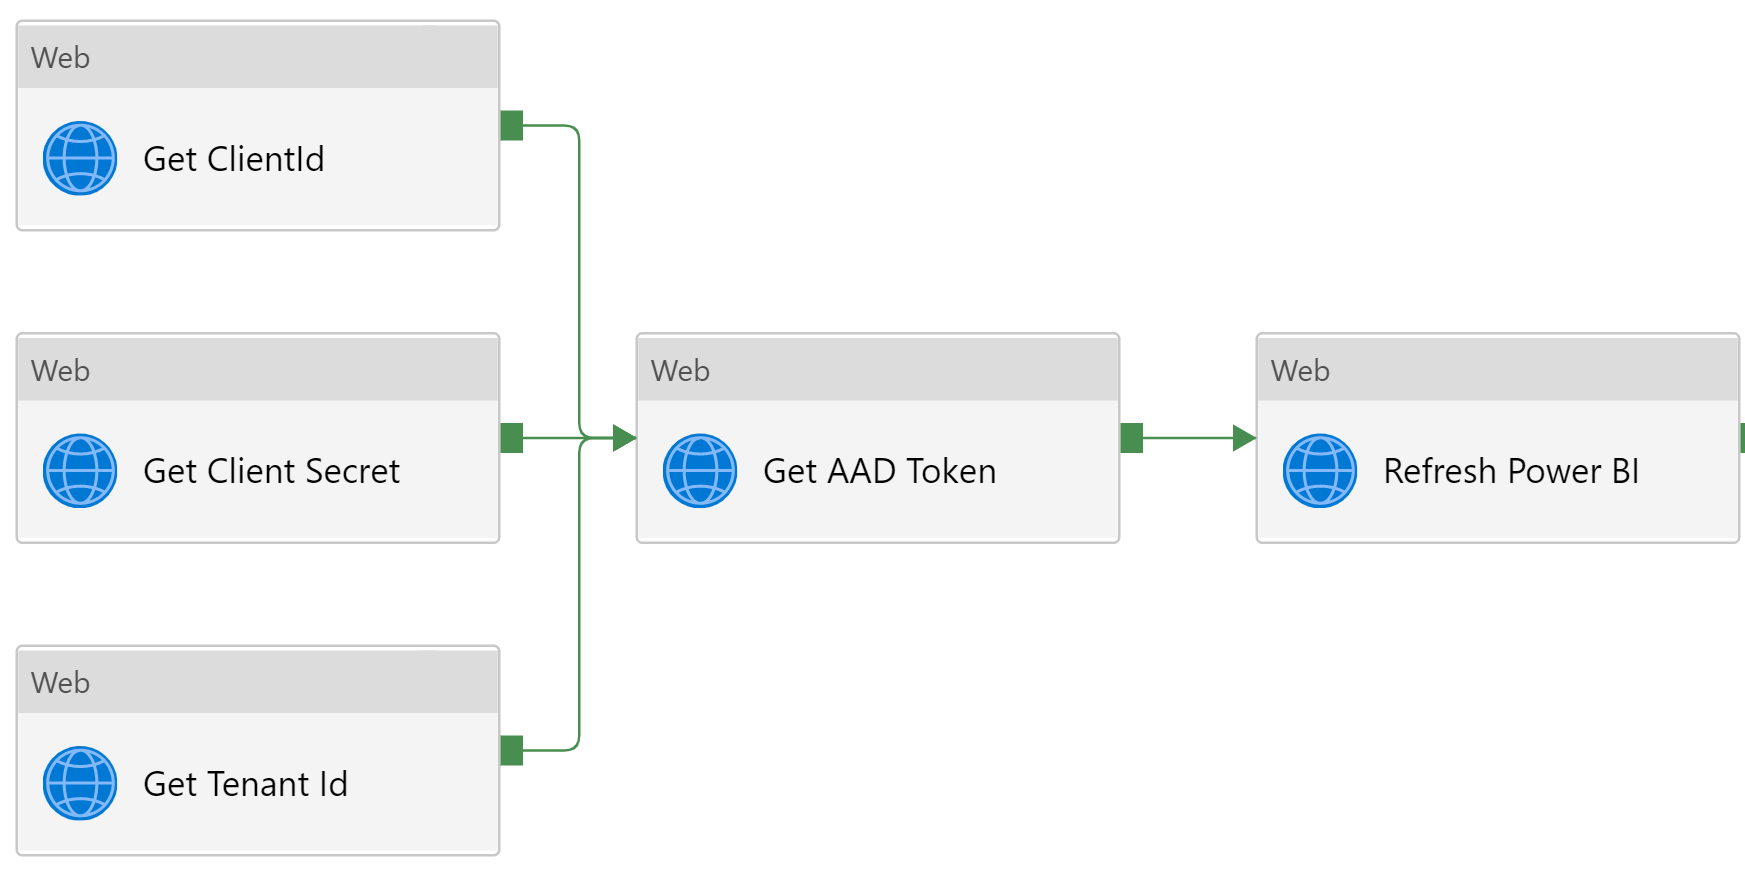 Web
Get ClientId
Web
Get Client Secret
Web
Get Tenant Id
Web
Get AAD Token
Web
Refresh Power BI